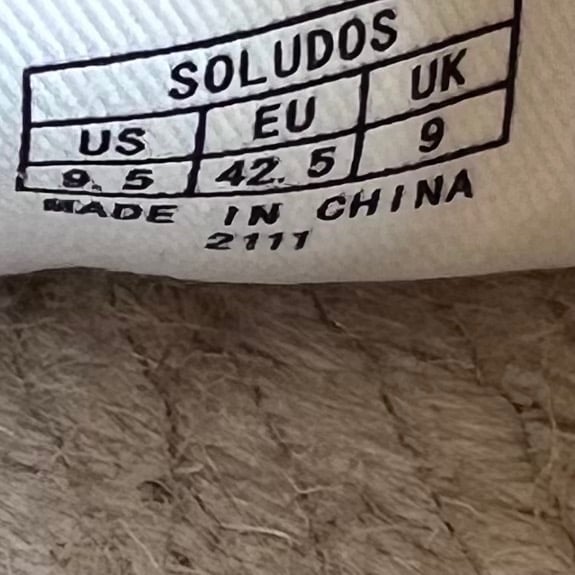 SOLUDOS
US EU UK
9.5 42.5 9
MADE IN CHINA
2111